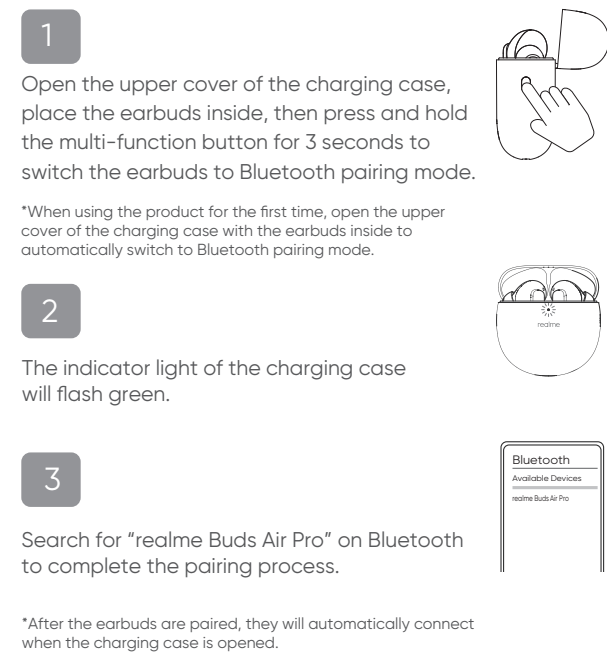 1
Open the upper cover of the charging case,
place the earbuds inside, then press and hold
the multi-function button for 3 seconds to
switch the earbuds to Bluetooth pairing mode.
*When using the product for the first time, open the upper
cover of the charging case with the earbuds inside to
automatically switch to Bluetooth pairing mode.
2
realme
The indicator light of the charging case
will flash green.
3
Bluetooth
Available Devices
realme Buds Air Pro
Search for “realme Buds Air Pro” on Bluetooth
to complete the pairing process.
*After the earbuds are paired, they will automatically connect
when the charging case is opened.